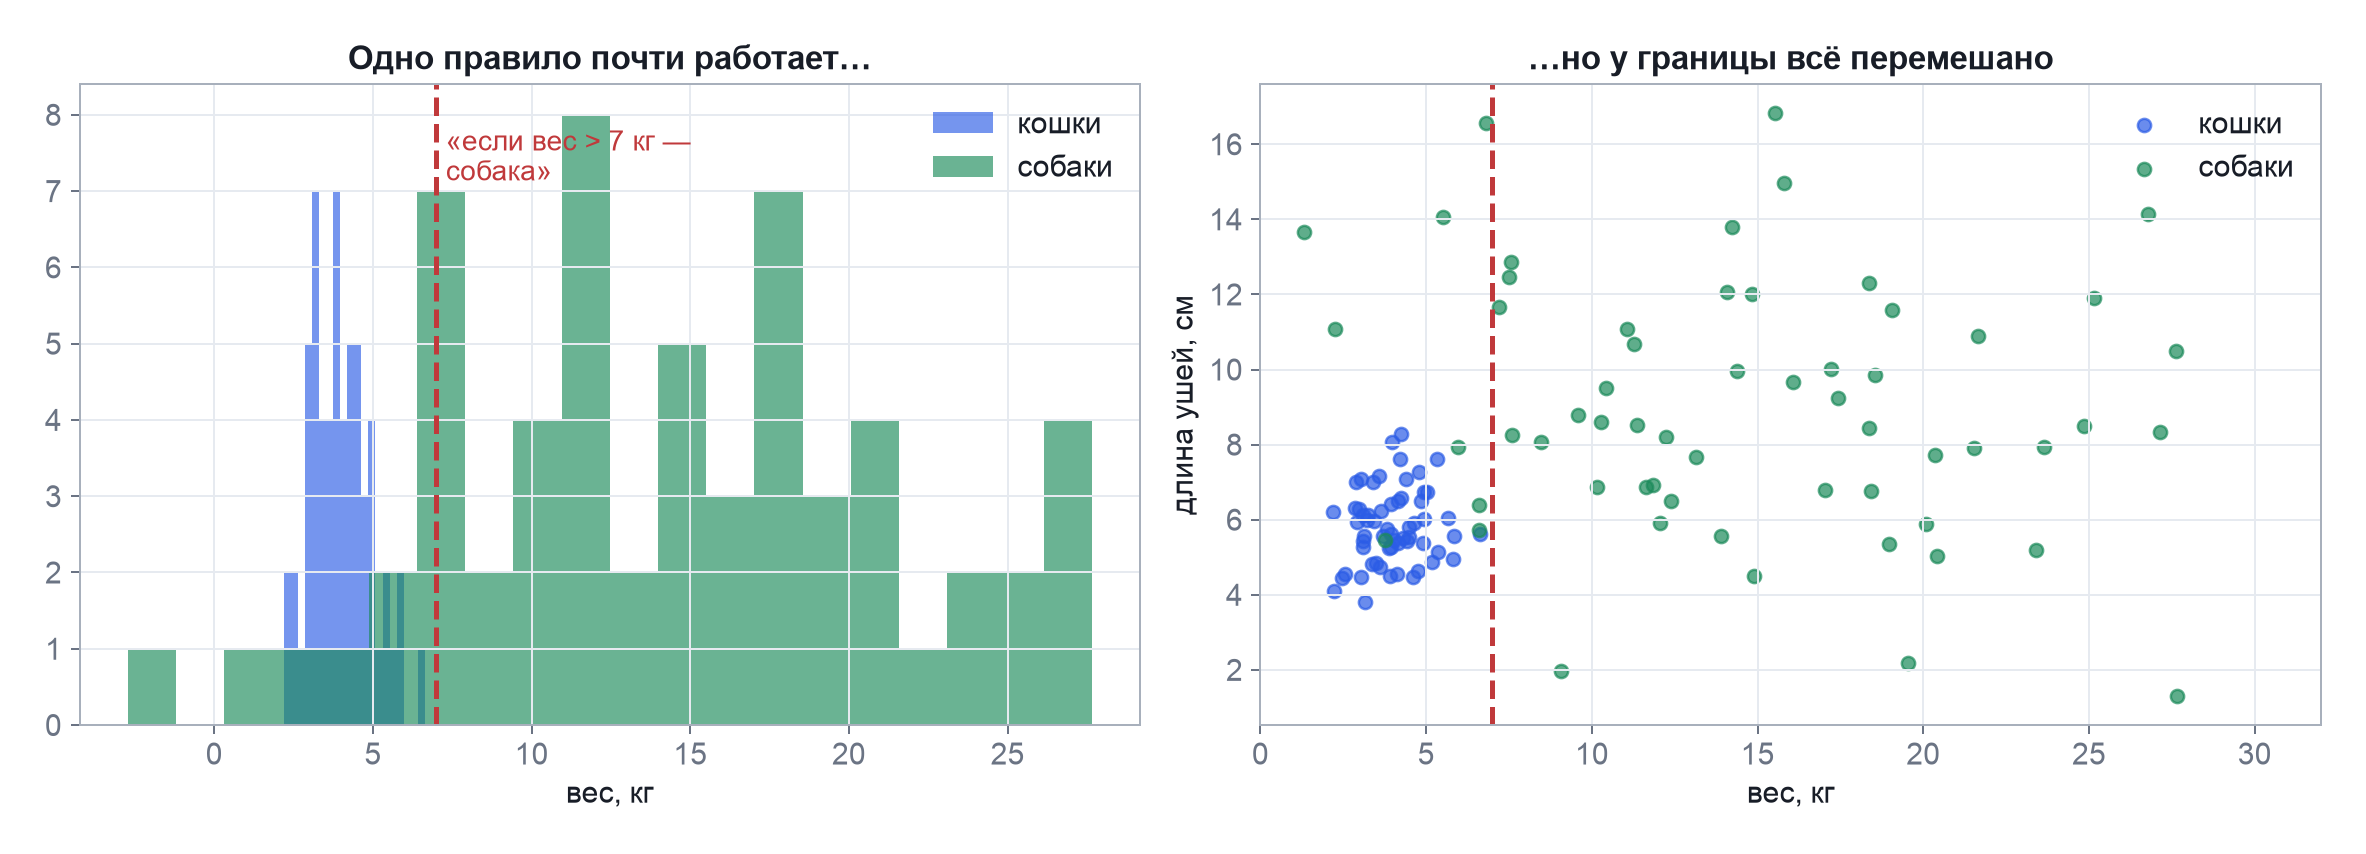 Одно правило почти работает…
8
7
6
5
4
3
2
1
0
«если вес > 7 кг —
собака»
кошки
собаки
0 5 10 15 20 25
вес, кг
…но у границы всё перемешано
длина ушей, см
16
14
12
10
8
6
4
2
кошки
собаки
0 5 10 15 20 25 30
вес, кг